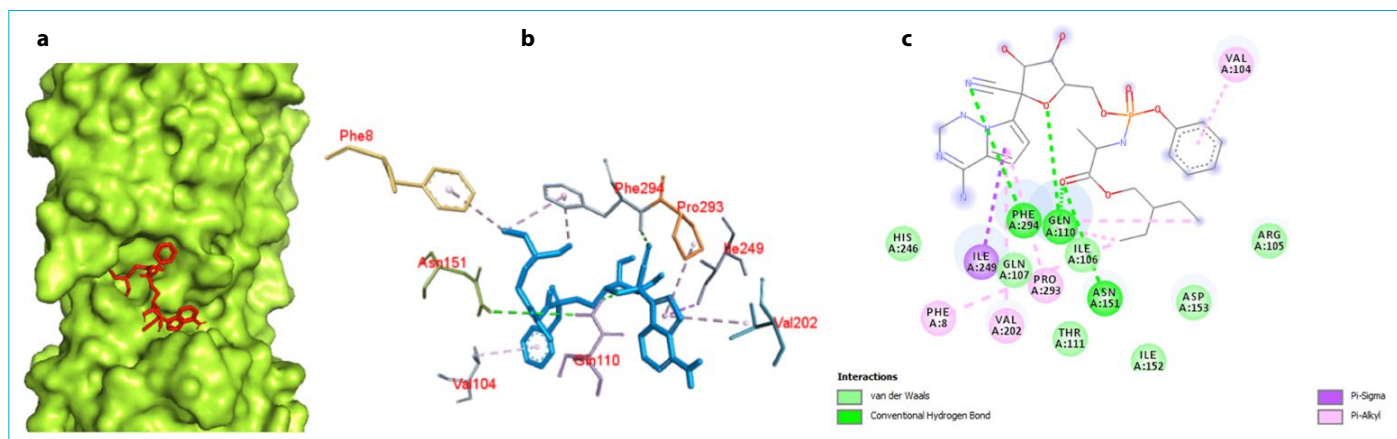 a
b
c
Phe8
Phe294
Pro293
Ile249
Asn151
Val202
Gln110
Val104
N
N
N
N
N
O
O
O
O
P
O
O
N
O
O
VAL
A:104
PHE
A:294
GLN
A:110
HIS
A:246
ILE
A:249
GLN
A:107
ILE
A:106
ARG
A:105
PRO
A:293
ASN
A:151
ASP
A:153
PHE
A:8
VAL
A:202
THR
A:111
ILE
A:152
Interactions
van der Waals
Conventional Hydrogen Bond
Pi-Sigma
Pi-Alkyl